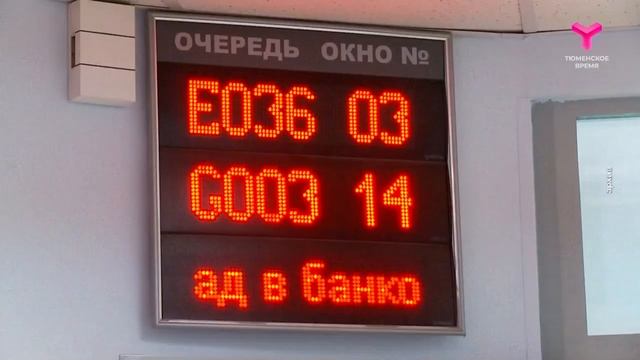 ОЧЕРЕДЬ ОКНО №
E036 03
G003 14
ад в банко
ТЮМЕНСКОЕ
ВРЕМЯ